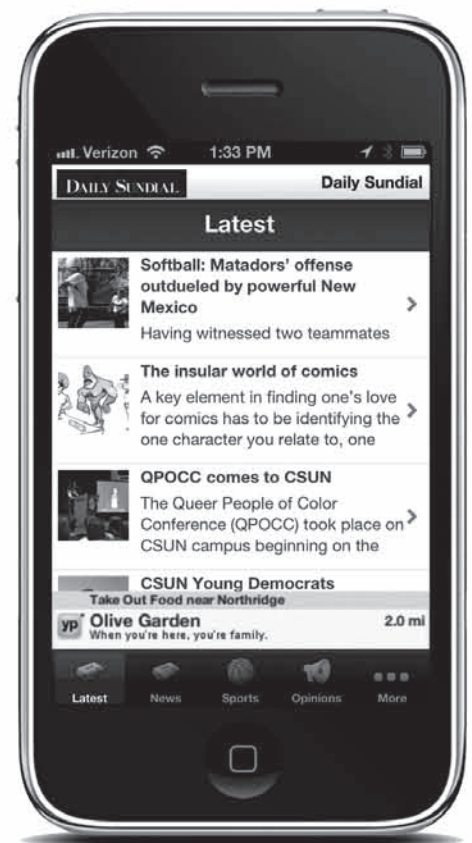 Verizon 1:33 PM
DAILY SUNDIAL Daily Sundial
Latest
Softball: Matadors' offense
outdueled by powerful New
Mexico
Having witnessed two teammates
The insular world of comics
A key element in finding one's love
for comics has to be identifying the
one character you relate to, one
QPOCC comes to CSUN
The Queer People of Color
Conference (QPOCC) took place on
CSUN campus beginning on the
CSUN Young Democrats
Take Out Food near Northridge
yp Olive Garden 2.0 mi
When you're here, you're family.
Latest News Sports Opinions More